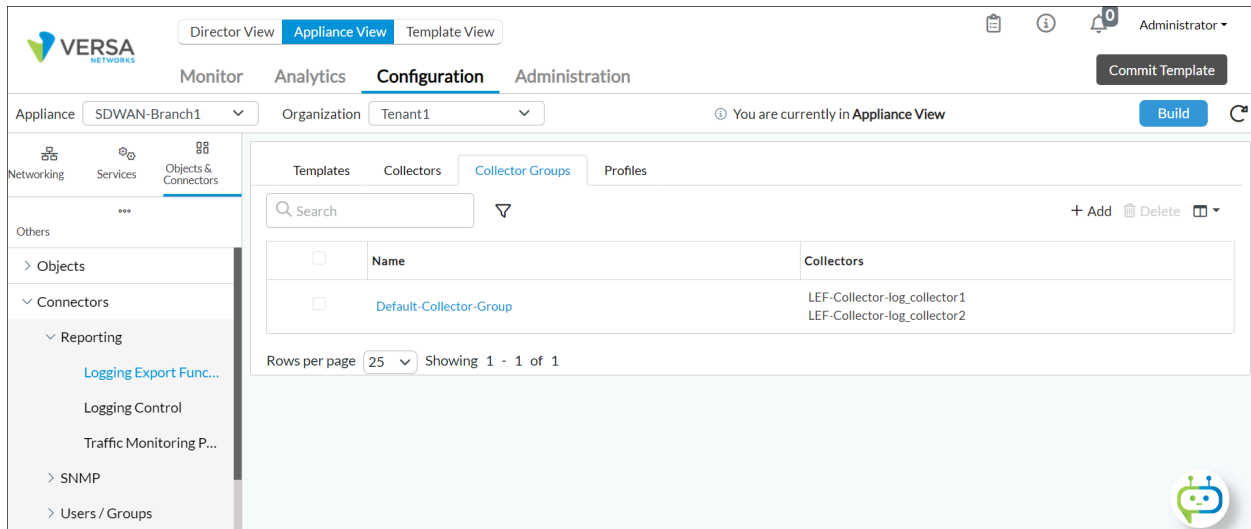 VERSA
NETWORKS
Director View Appliance View Template View
0
Administrator
Monitor Analytics Configuration Administration
Commit Template
Appliance SDWAN-Branch1 Organization Tenant1 You are currently in Appliance View Build
Networking Services Objects & Connectors
Others
Objects
Connectors
Reporting
Logging Export Func...
Logging Control
Traffic Monitoring P...
SNMP
Users / Groups
Templates Collectors Collector Groups Profiles
Search + Add Delete
Name Collectors
Default-Collector-Group LEF-Collector-log_collector1
LEF-Collector-log_collector2
Rows per page 25 Showing 1 - 1 of 1